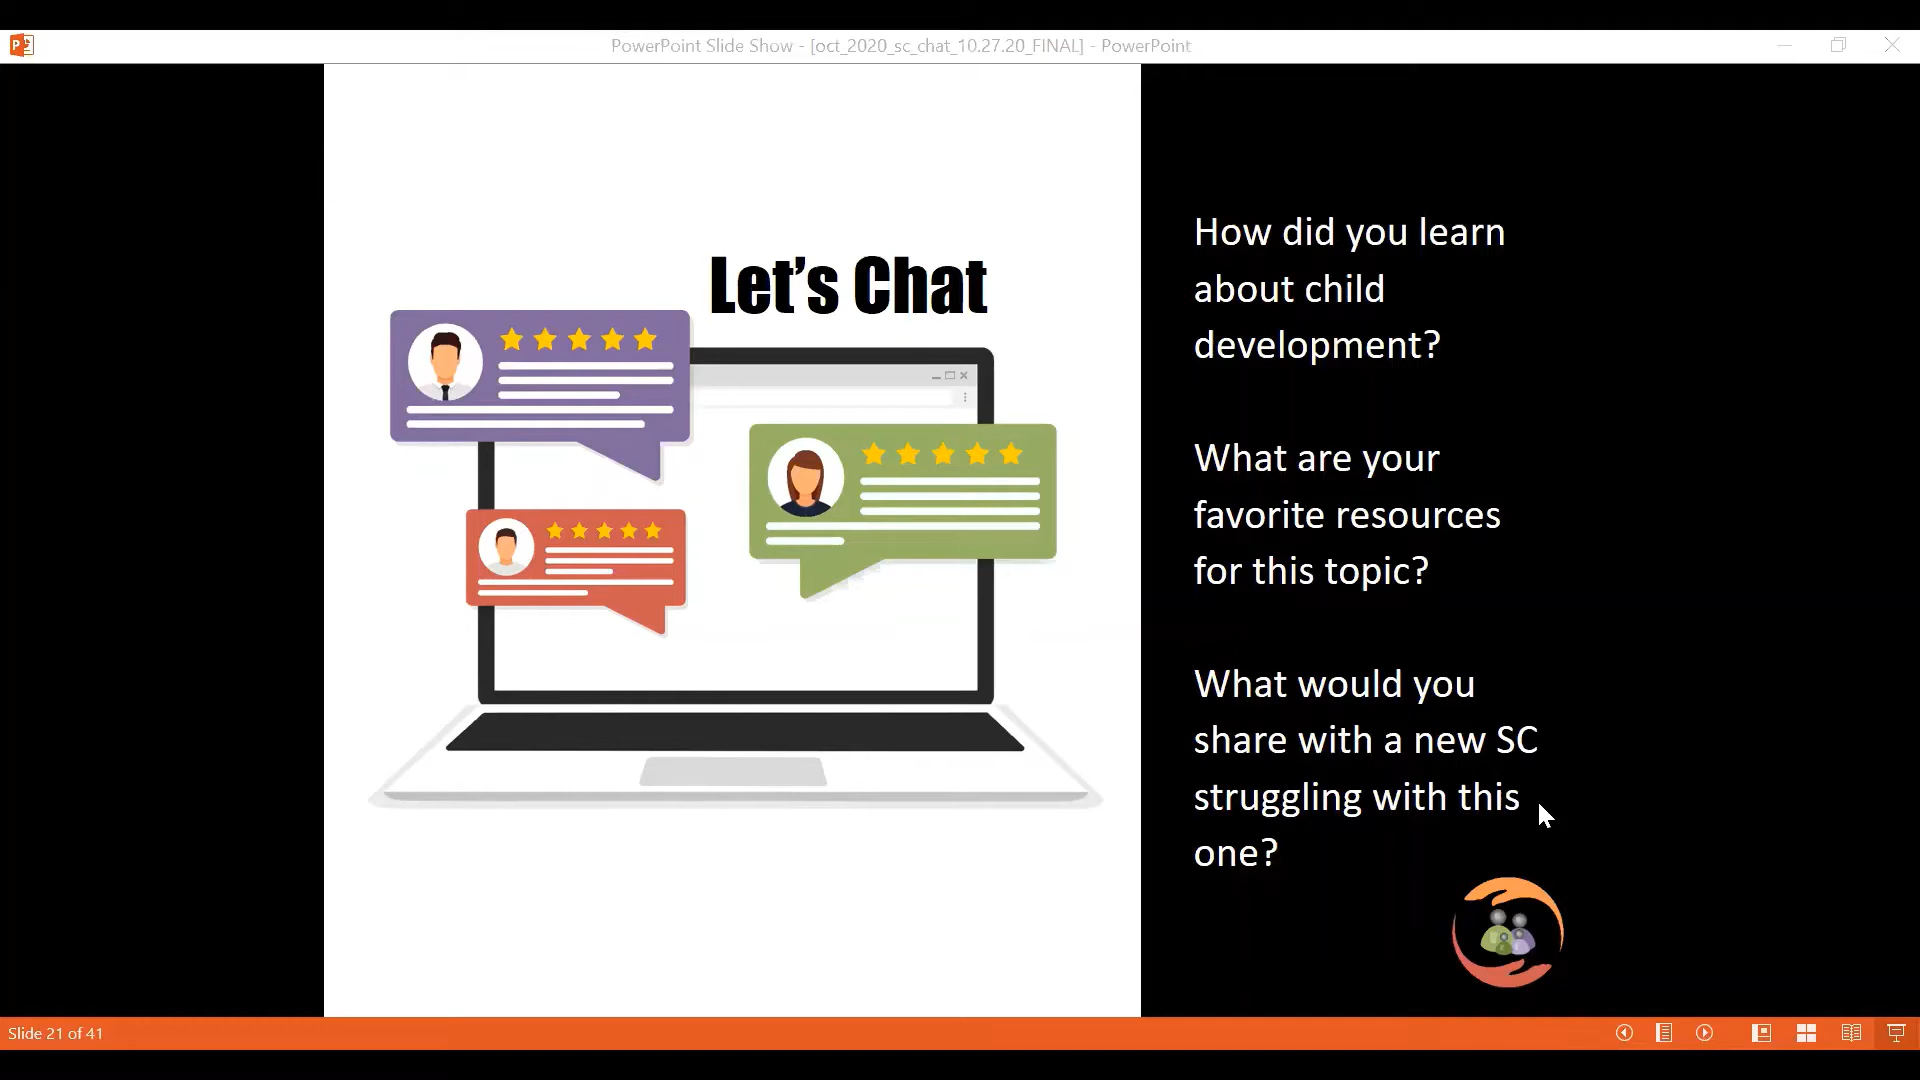 PowerPoint Slide Show - [oct_2020_sc_chat_10.27.20_FINAL] - PowerPoint
Let's Chat
How did you learn
about child
development?
What are your
favorite resources
for this topic?
What would you
share with a new SC
struggling with this
one?
Slide 21 of 41